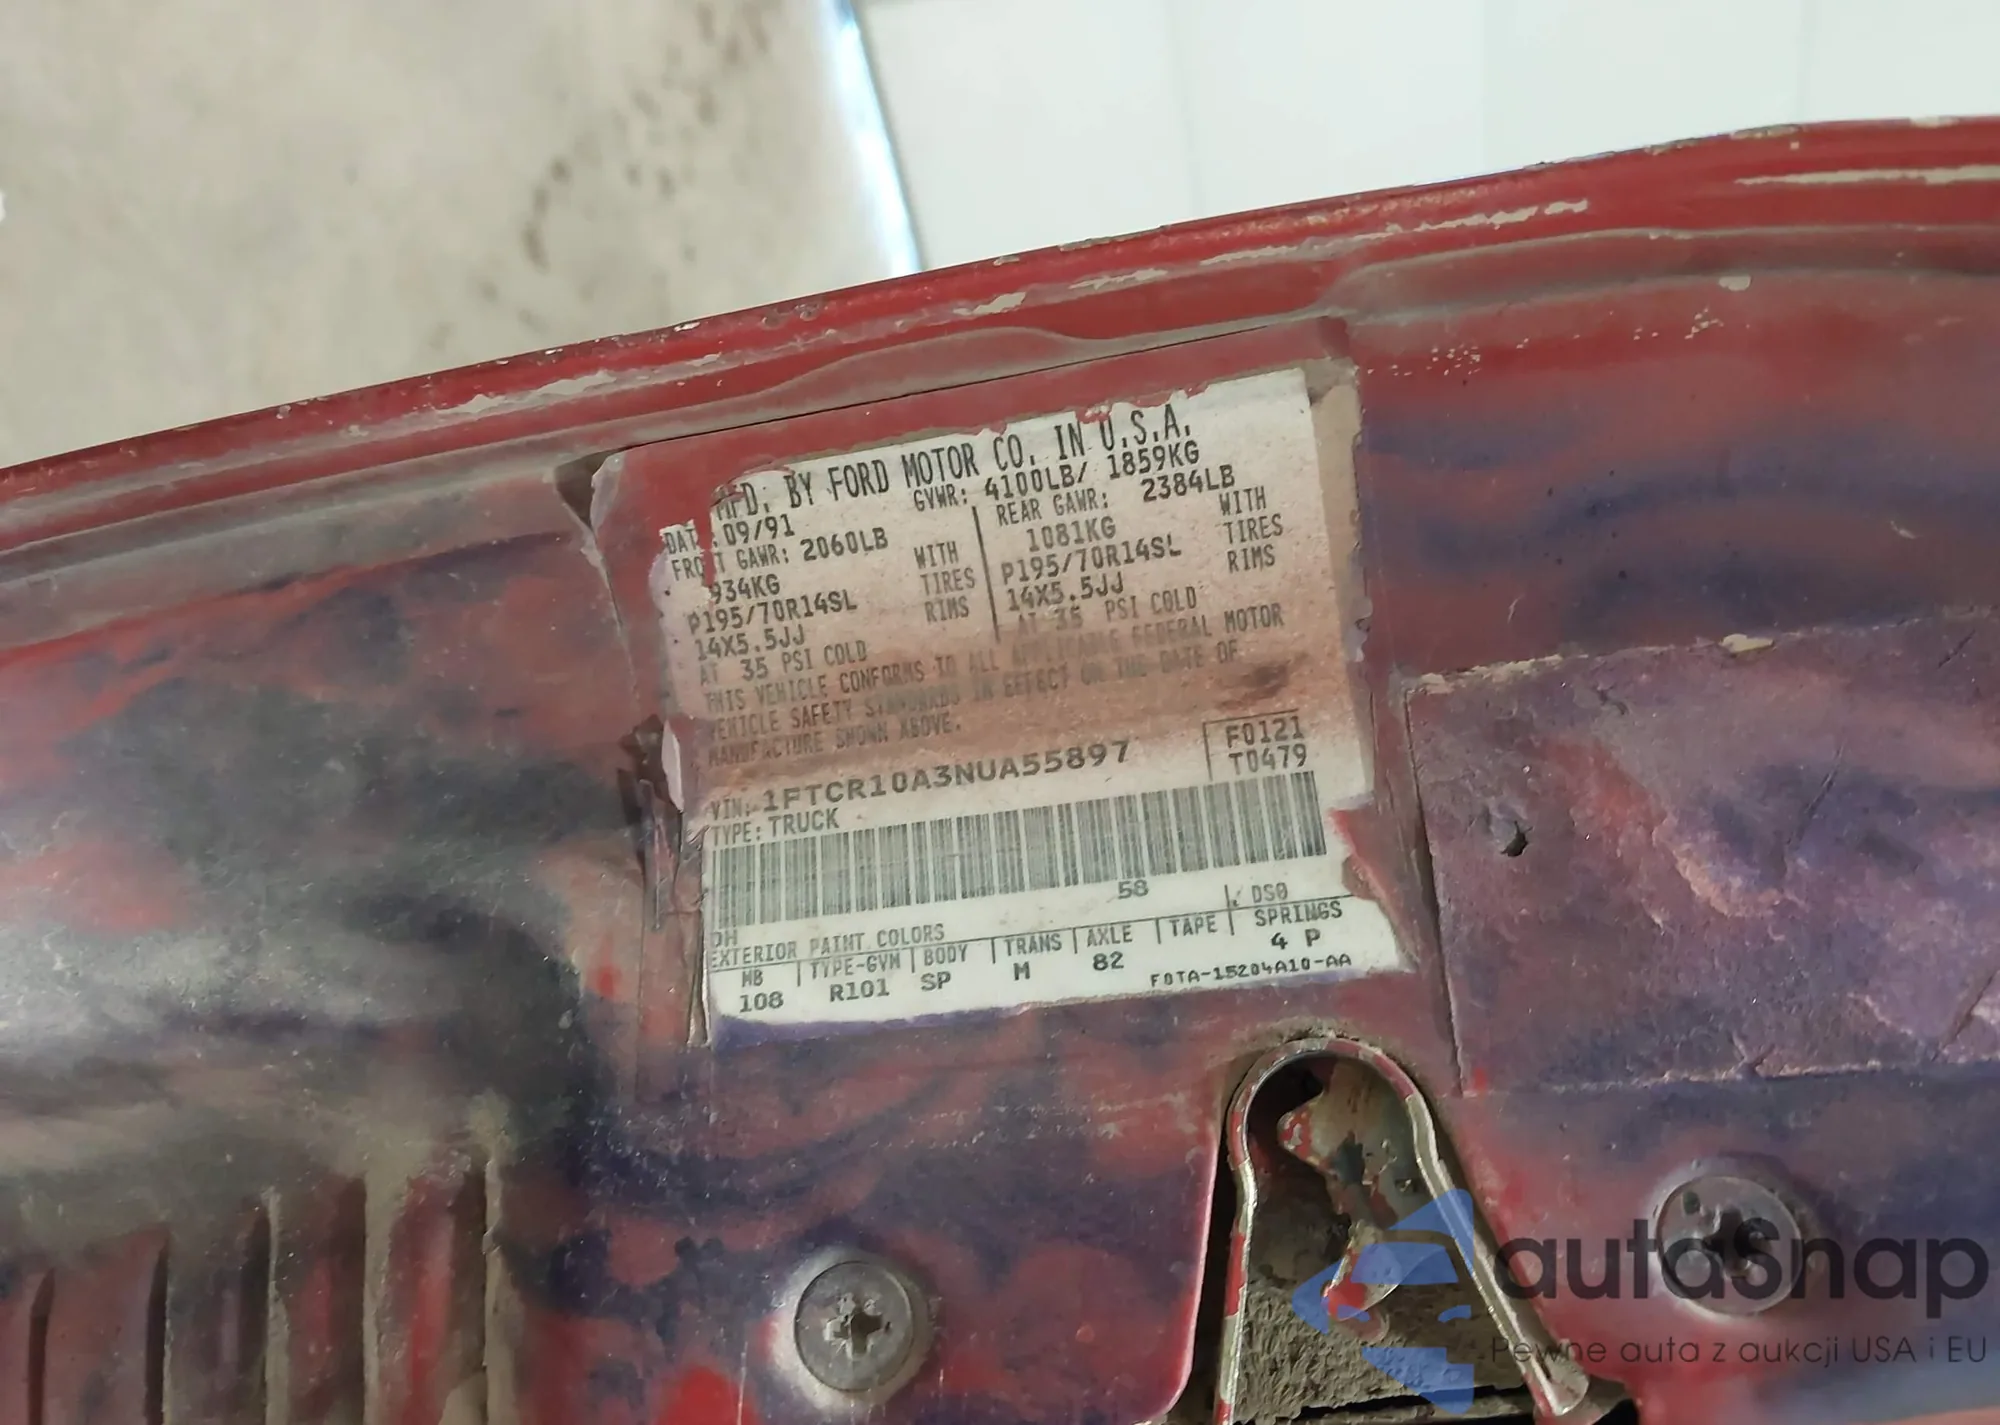 MFD. BY FORD MOTOR CO. IN U.S.A.
DATE: 09/91 GVWR: 4100LB/ 1859KG
FRONT GAWR: 2060LB REAR GAWR: 2384LB
934KG WITH 1081KG WITH
P195/70R14SL TIRES P195/70R14SL TIRES
14X5.5JJ RIMS 14X5.5JJ RIMS
AT 35 PSI COLD AT 35 PSI COLD
THIS VEHICLE CONFORMS TO ALL APPLICABLE FEDERAL MOTOR
VEHICLE SAFETY STANDARDS IN EFFECT ON THE DATE OF
MANUFACTURE SHOWN ABOVE.
VIN: 1FTCR10A3NUA55897 F0121
TYPE: TRUCK T0479
58
DH DSO
EXTERIOR PAINT COLORS
WB TYPE-GVW BODY TRANS AXLE TAPE SPRINGS
108 R101 SP M 82 4 P
F0TA-15204A10-AA
autosnap
Pewne auta z aukcji USA i EU